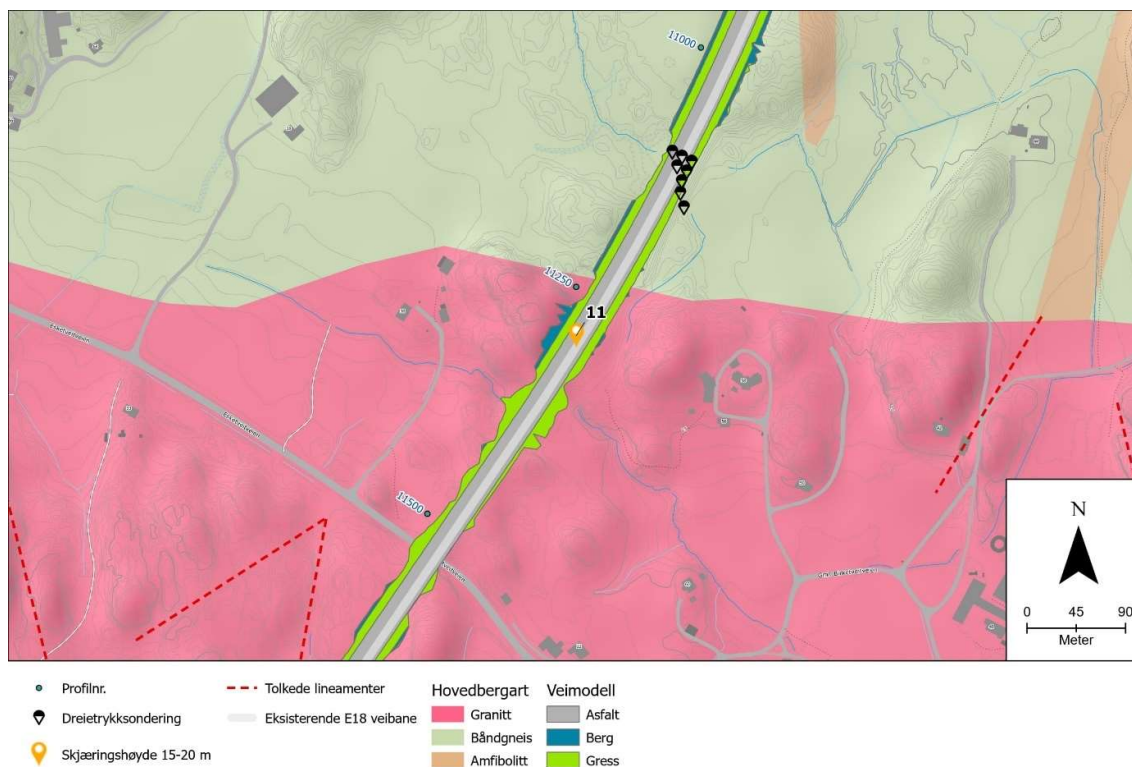 11000
11250
11
Esketjernveien
11500
N
0 45 90
Meter
Profilnr.
Dreietrykksondering
Skjæringshøyde 15-20 m
Tolkede lineamenter
Eksisterende E18 veibane
Hovedbergart
Granitt
Båndgneis
Amfibolitt
Veimodell
Asfalt
Berg
Gress